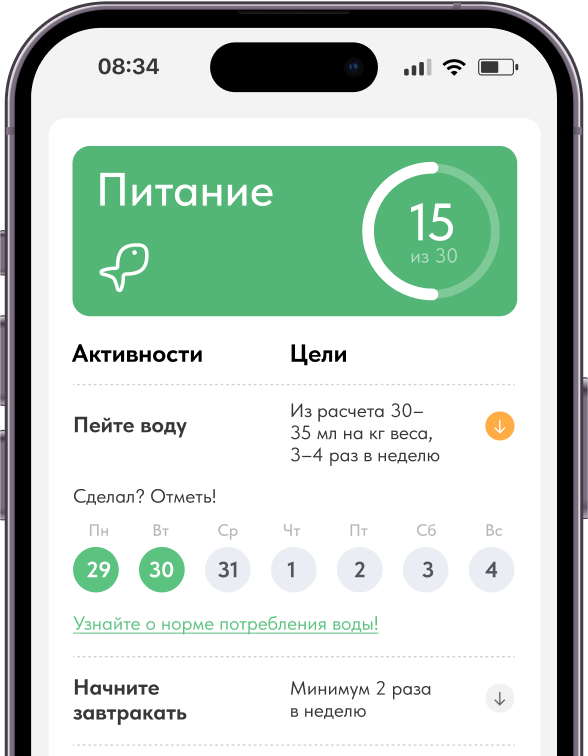 08:34
Питание
15
из 30
Активности Цели
Пейте воду
Из расчета 30–
35 мл на кг веса,
3–4 раз в неделю
Сделал? Отметь!
Пн Вт Ср Чт Пт Сб Вс
29 30 31 1 2 3 4
Узнайте о норме потребления воды!
Начните
завтракать
Минимум 2 раза
в неделю